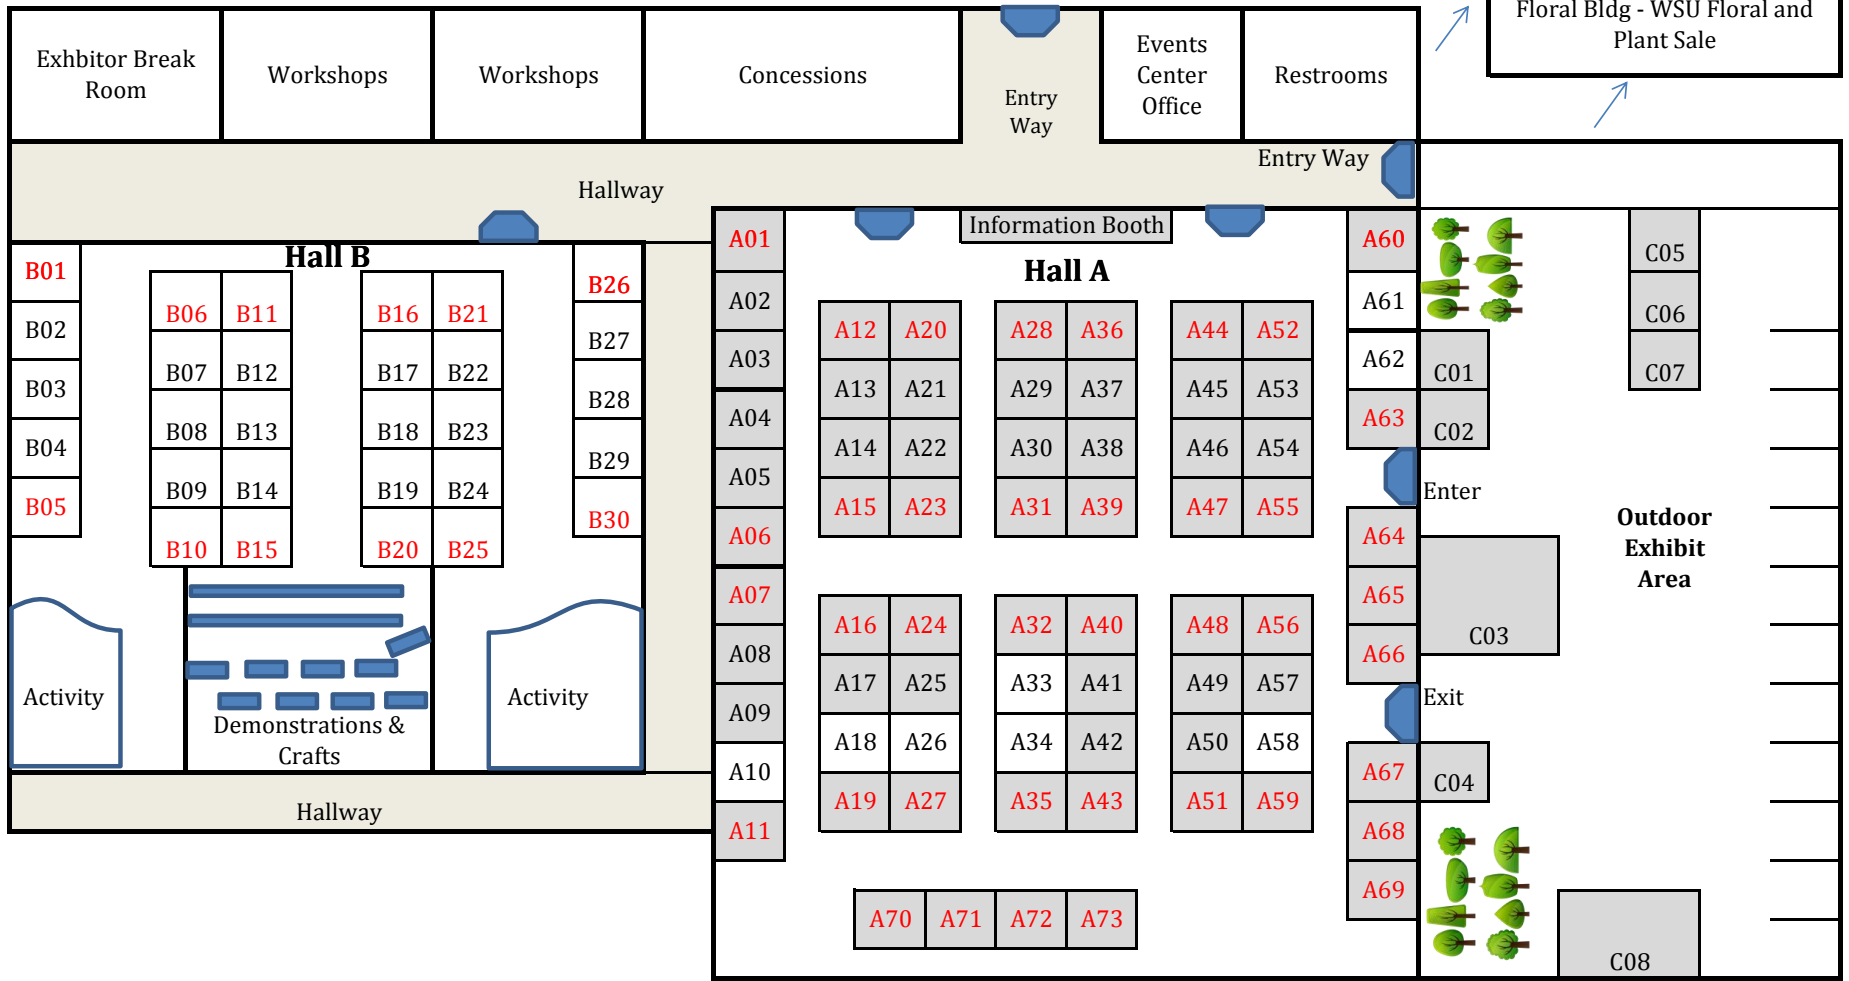 Floral Bldg - WSU Floral and
Plant Sale
Exhbitor Break
Room
Workshops
Workshops
Concessions
Entry
Way
Events
Center
Office
Restrooms
Entry Way
Hallway
Hall B
B01
B02
B03
B04
B05
B06 B11
B07 B12
B08 B13
B09 B14
B10 B15
B16 B21
B17 B22
B18 B23
B19 B24
B20 B25
B26
B27
B28
B29
B30
Activity
Demonstrations &
Crafts
Activity
Hallway
Information Booth
Hall A
A01
A02
A03
A04
A05
A06
A07
A08
A09
A10
A11
A12 A20
A13 A21
A14 A22
A15 A23
A16 A24
A17 A25
A18 A26
A19 A27
A28 A36
A29 A37
A30 A38
A31 A39
A32 A40
A33 A41
A34 A42
A35 A43
A44 A52
A45 A53
A46 A54
A47 A55
A48 A56
A49 A57
A50 A58
A51 A59
A60
A61
A62
A63
A64
A65
A66
A67
A68
A69
A70 A71 A72 A73
C01
C02
Enter
C03
Exit
C04
C05
C06
C07
Outdoor
Exhibit
Area
C08